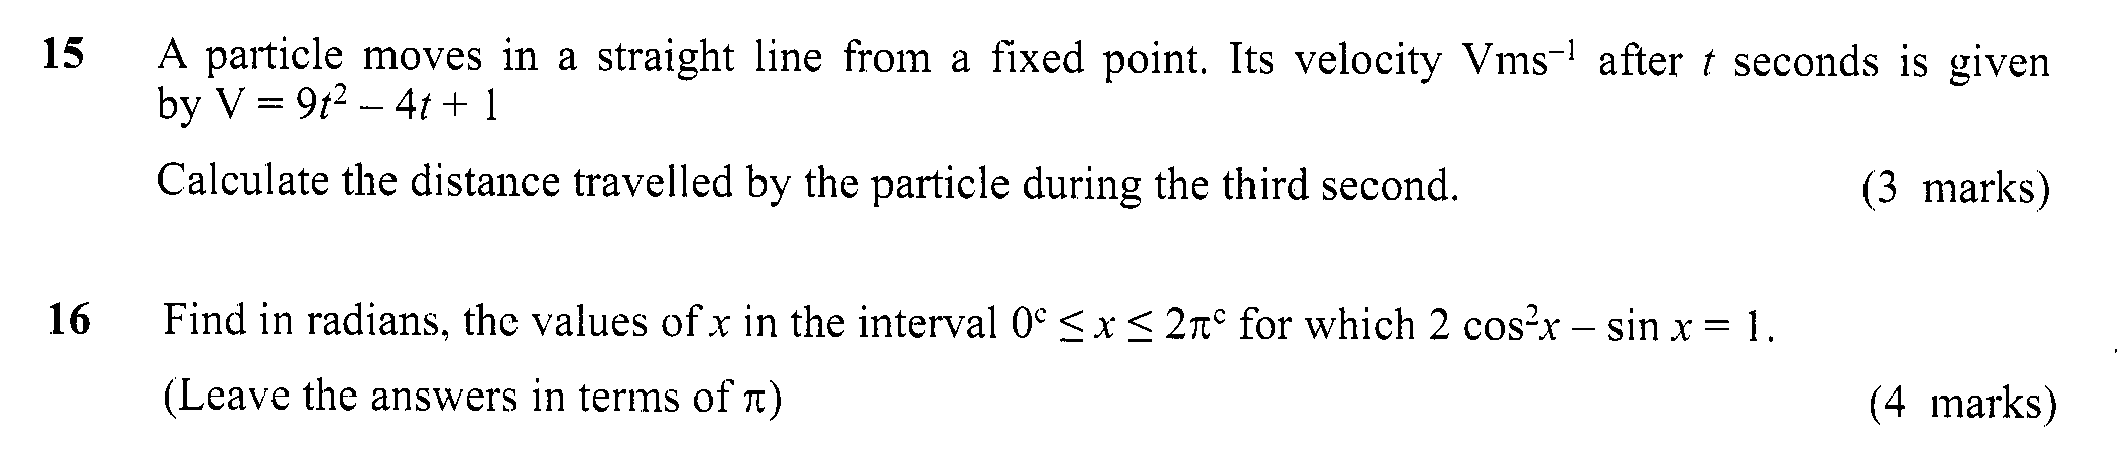 15 A particle moves in a straight line from a fixed point. Its velocity Vms⁻¹ after t seconds is given
by V = 9t² – 4t + 1
Calculate the distance travelled by the particle during the third second. (3 marks)
16 Find in radians, the values of x in the interval 0ᶜ ≤ x ≤ 2πᶜ for which 2 cos²x – sin x = 1.
(Leave the answers in terms of π) (4 marks)